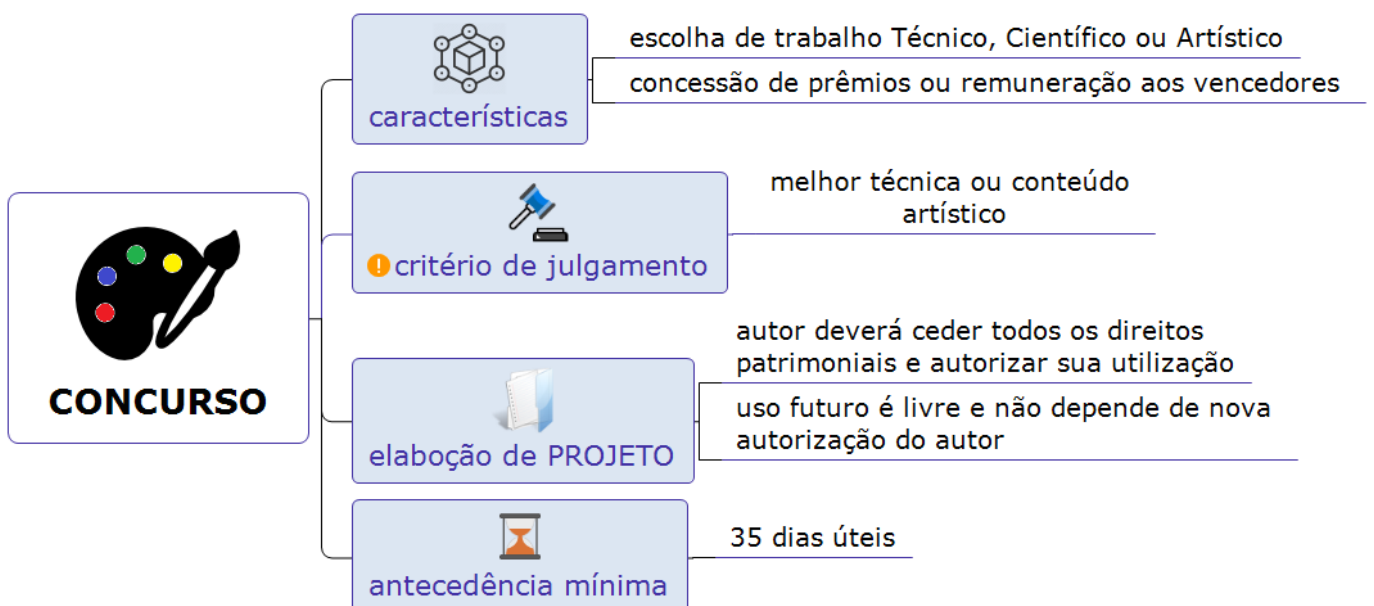 CONCURSO
características
escolha de trabalho Técnico, Científico ou Artístico
concessão de prêmios ou remuneração aos vencedores
critério de julgamento
melhor técnica ou conteúdo
artístico
elaboção de PROJETO
autor deverá ceder todos os direitos
patrimoniais e autorizar sua utilização
uso futuro é livre e não depende de nova
autorização do autor
antecedência mínima
35 dias úteis